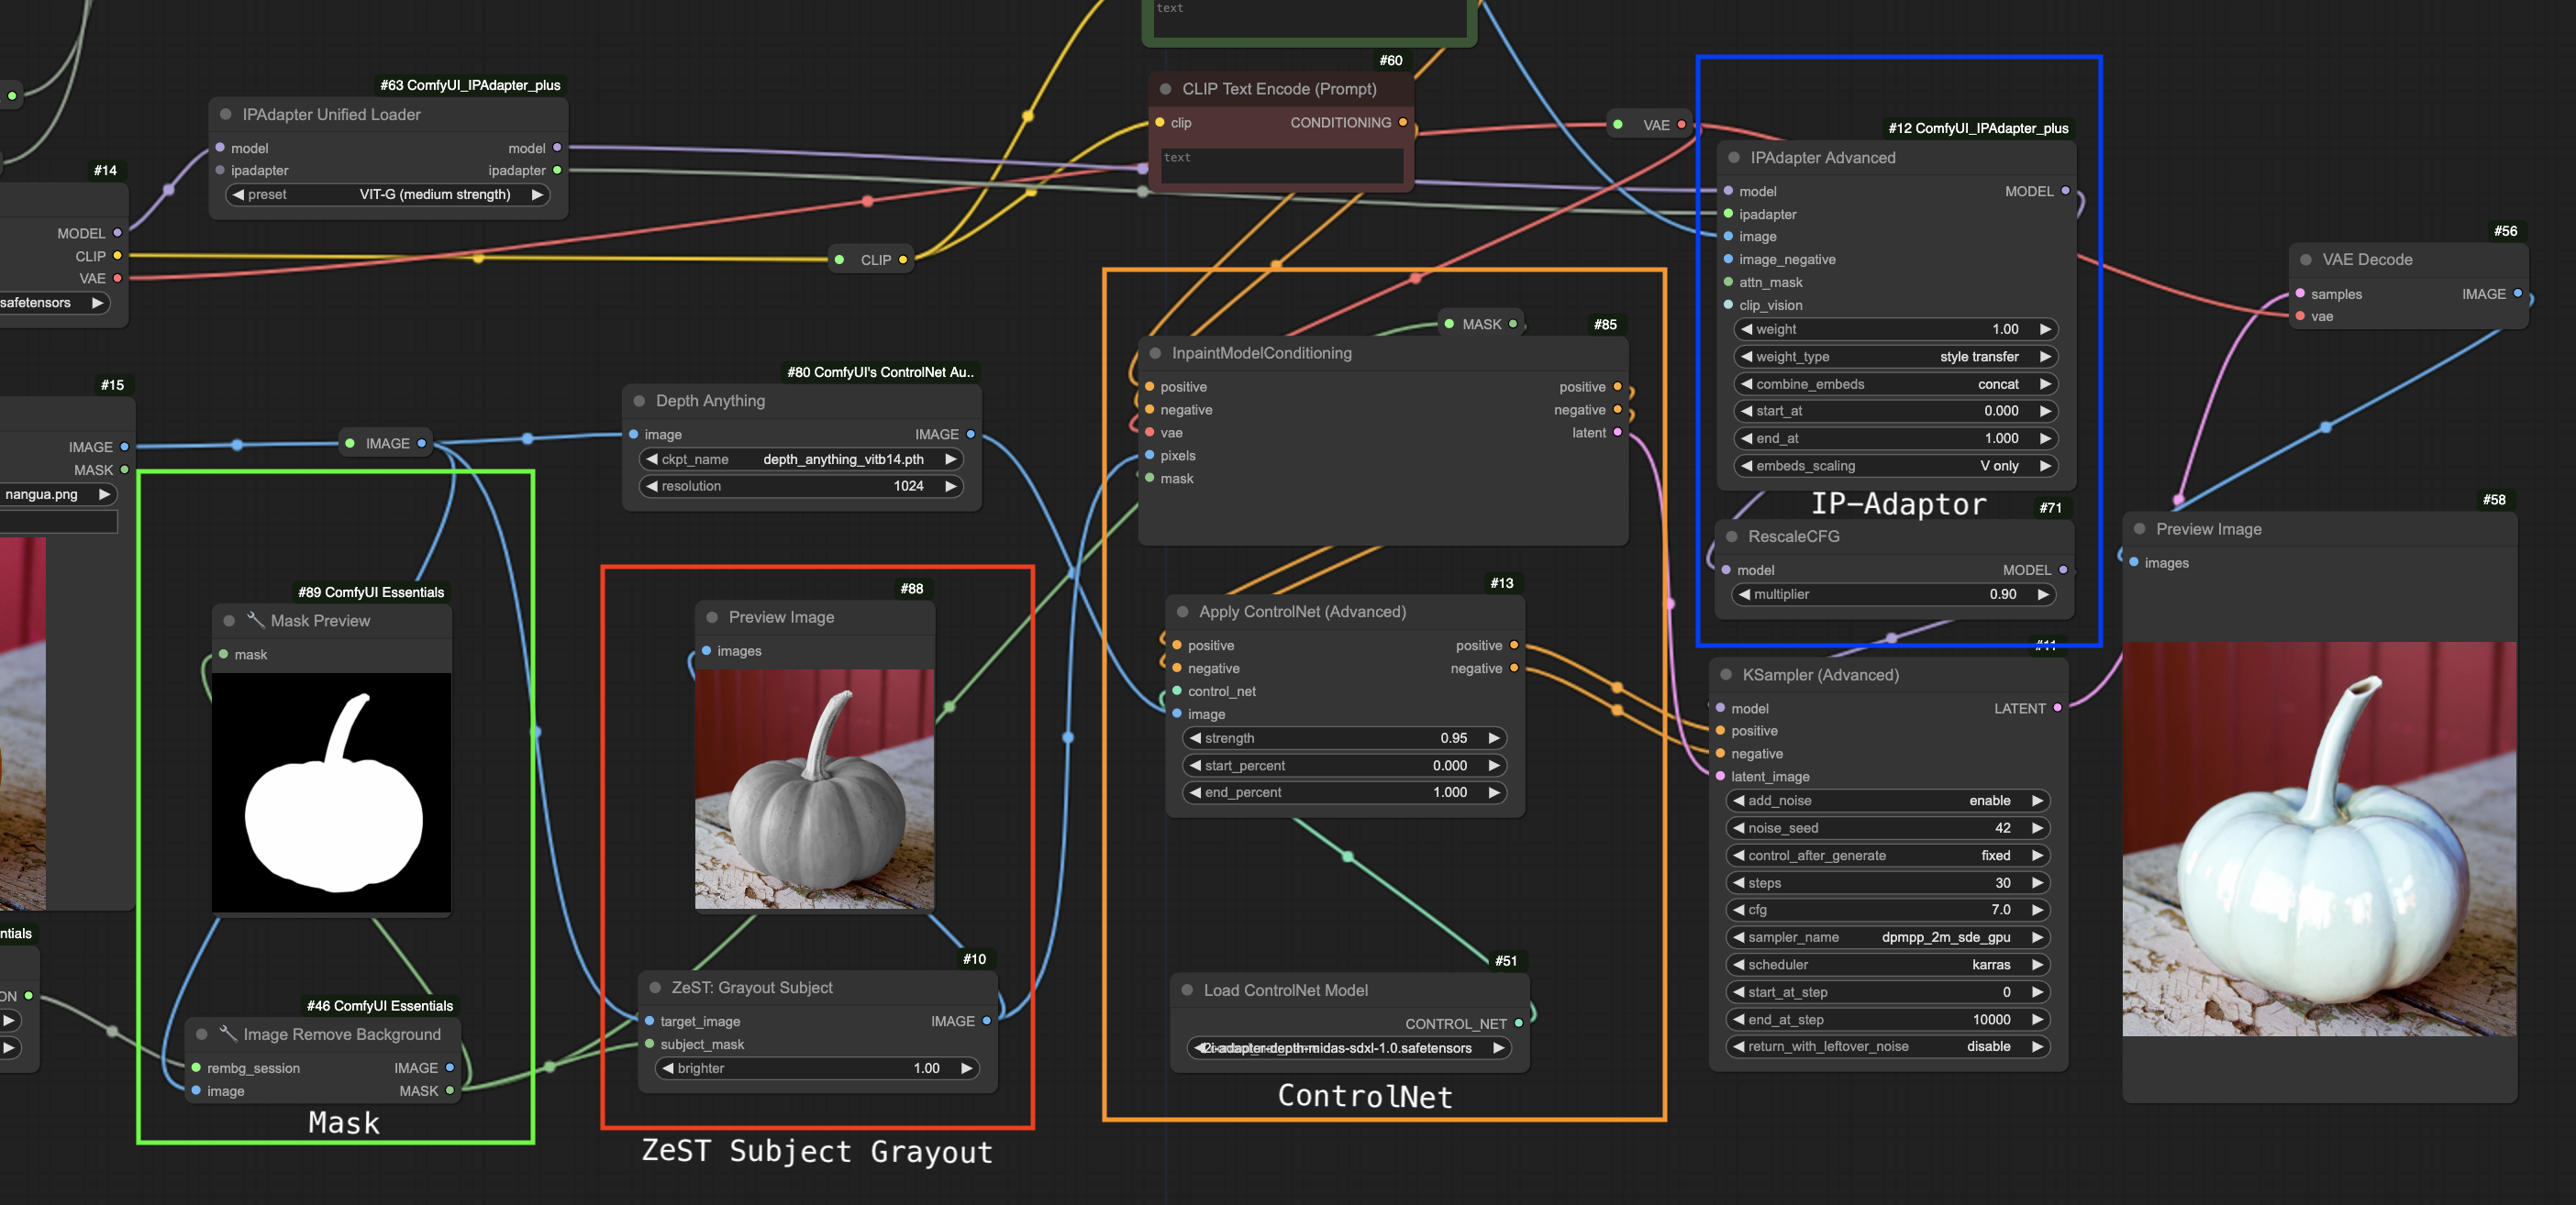 text
#60
CLIP Text Encode (Prompt)
clip
CONDITIONING
text
#63 ComfyUI_IPAdapter_plus
IPAdapter Unified Loader
model
model
ipadapter
ipadapter
preset
VIT-G (medium strength)
#14
MODEL
CLIP
VAE
safetensors
CLIP
VAE
#15
IMAGE
MASK
nangua.png
IMAGE
#80 ComfyUI's ControlNet Au..
Depth Anything
image
IMAGE
ckpt_name
depth_anything_vitb14.pth
resolution
1024
#89 ComfyUI Essentials
🔧 Mask Preview
mask
ntials
ON
#46 ComfyUI Essentials
🔧 Image Remove Background
rembg_session
IMAGE
image
MASK
Mask
#88
Preview Image
images
#10
ZeST: Grayout Subject
target_image
IMAGE
subject_mask
brighter
1.00
ZeST Subject Grayout
MASK
#85
InpaintModelConditioning
positive
positive
negative
negative
vae
latent
pixels
mask
#13
Apply ControlNet (Advanced)
positive
positive
negative
negative
control_net
image
strength
0.95
start_percent
0.000
end_percent
1.000
#51
Load ControlNet Model
CONTROL_NET
t2i-adapter-depth-midas-sdxl-1.0.safetensors
ControlNet
#12 ComfyUI_IPAdapter_plus
IPAdapter Advanced
model
MODEL
ipadapter
image
image_negative
attn_mask
clip_vision
weight
1.00
weight_type
style transfer
combine_embeds
concat
start_at
0.000
end_at
1.000
embeds_scaling
V only
IP-Adaptor
#71
RescaleCFG
model
MODEL
multiplier
0.90
#11
KSampler (Advanced)
model
LATENT
positive
negative
latent_image
add_noise
enable
noise_seed
42
control_after_generate
fixed
steps
30
cfg
7.0
sampler_name
dpmpp_2m_sde_gpu
scheduler
karras
start_at_step
0
end_at_step
10000
return_with_leftover_noise
disable
#56
VAE Decode
samples
IMAGE
vae
#58
Preview Image
images